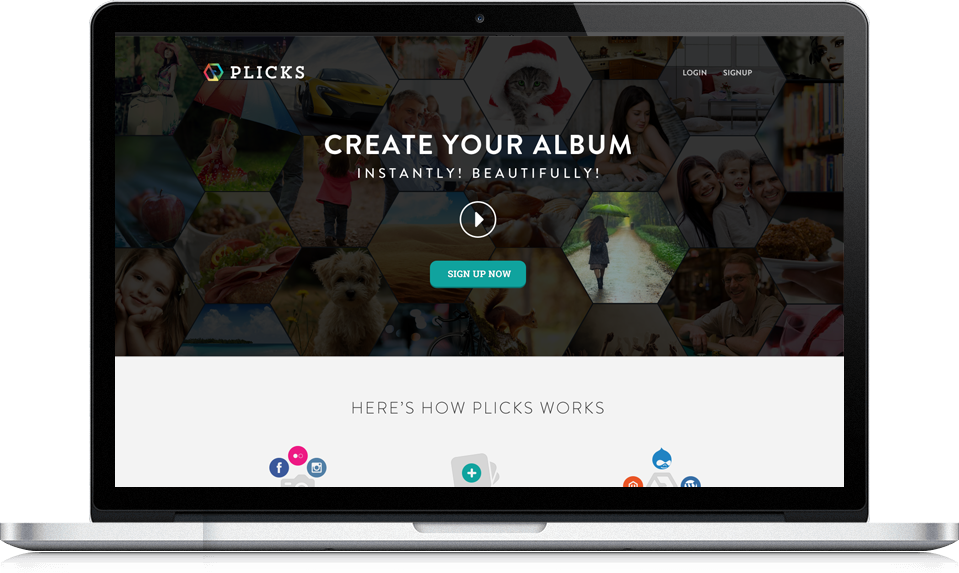 PLICKS
LOGIN SIGNUP
CREATE YOUR ALBUM
INSTANTLY! BEAUTIFULLY!
SIGN UP NOW
HERE'S HOW PLICKS WORKS